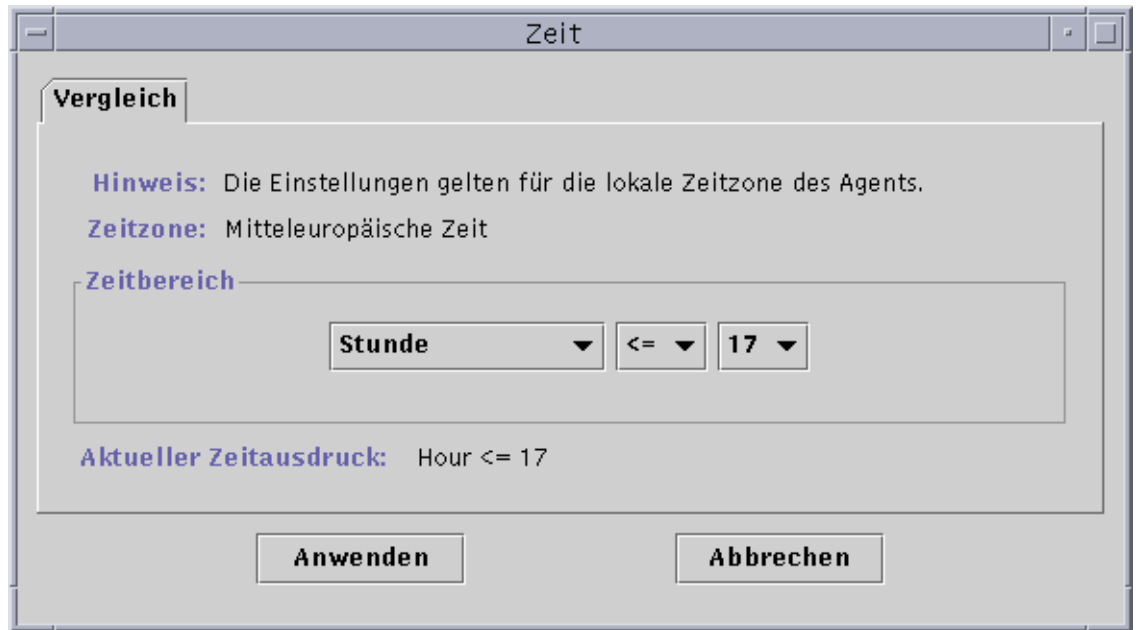 Zeit
Vergleich
Hinweis: Die Einstellungen gelten für die lokale Zeitzone des Agents.
Zeitzone: Mitteleuropäische Zeit
Zeitbereich
Stunde <= 17
Aktueller Zeitausdruck: Hour <= 17
Anwenden Abbrechen